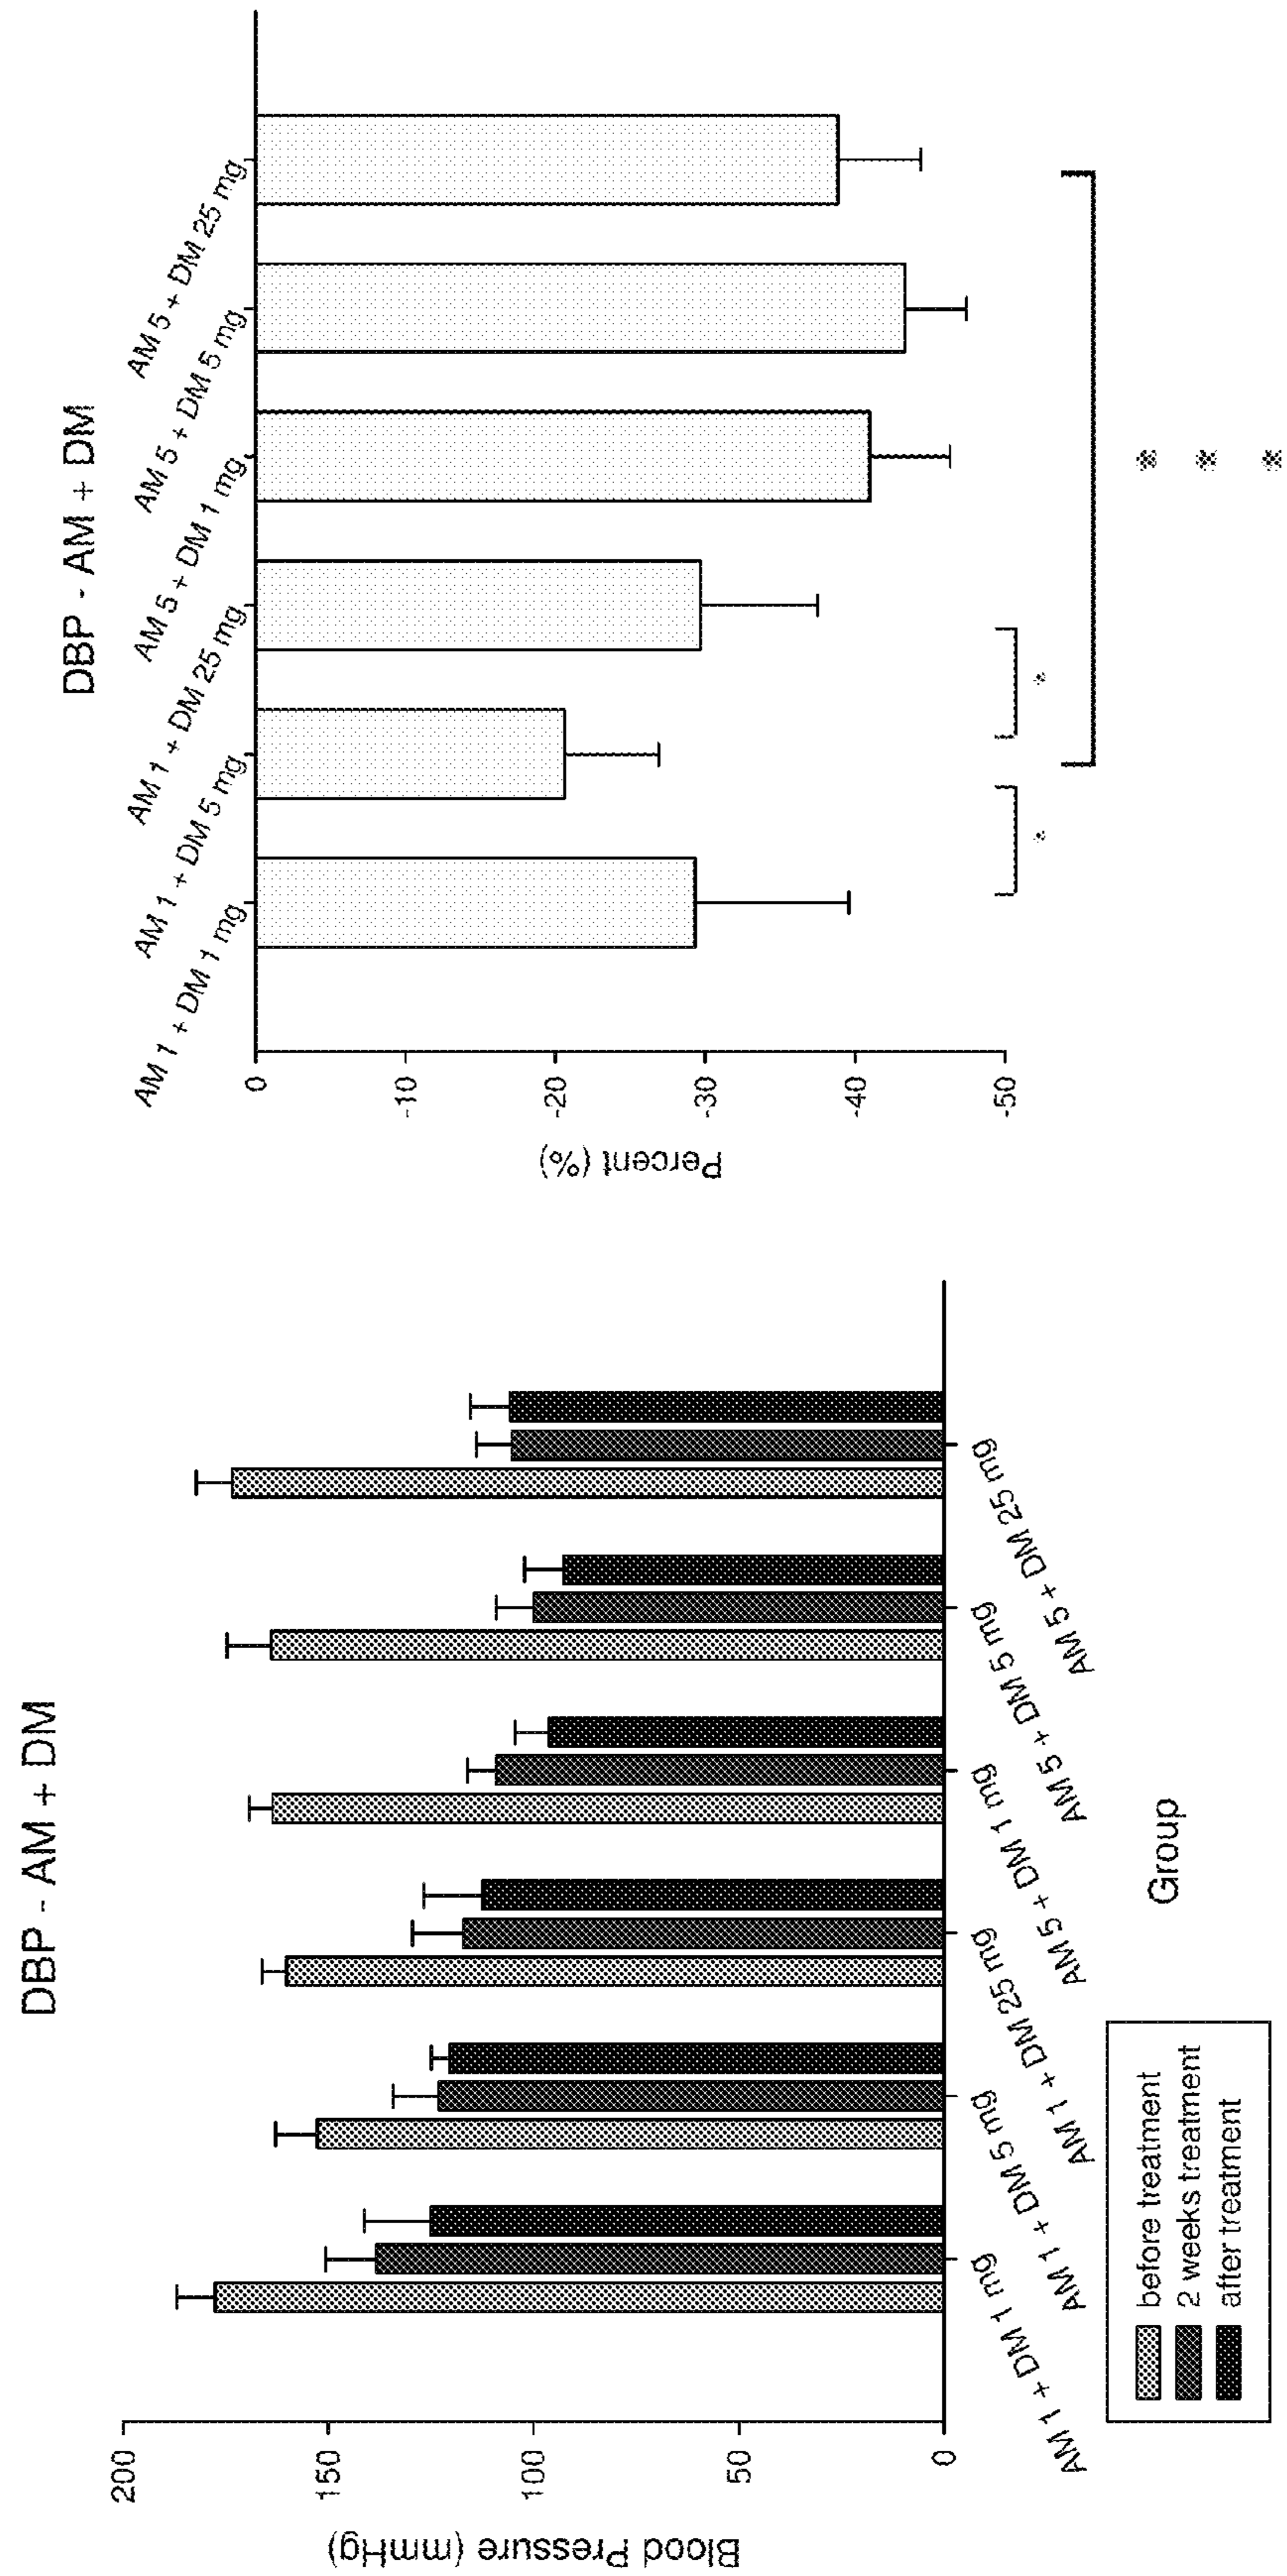 DBP - AM + DM
Blood Pressure (mmHg)
200
150
100
50
0
AM 1 + DM 1 mg
AM 1 + DM 5 mg
AM 1 + DM 25 mg
AM 5 + DM 1 mg
AM 5 + DM 5 mg
AM 5 + DM 25 mg
Group
before treatment
2 weeks treatment
after treatment
DBP - AM + DM
AM 1 + DM 1 mg
AM 1 + DM 5 mg
AM 1 + DM 25 mg
AM 5 + DM 1 mg
AM 5 + DM 5 mg
AM 5 + DM 25 mg
Percent (%)
0
-10
-20
-30
-40
-50
*
*
*
*
*